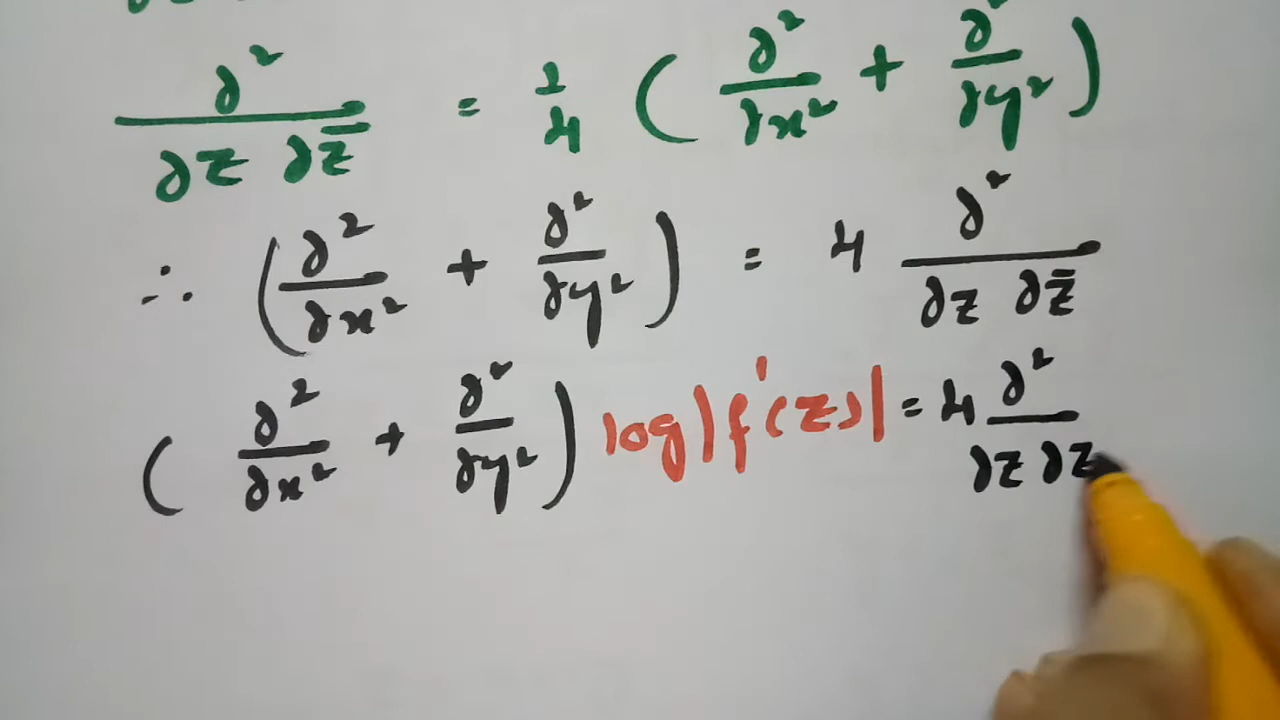 ∂² / ∂z ∂z̄ = 1/4 ( ∂²/∂x² + ∂²/∂y² )
∴ ( ∂²/∂x² + ∂²/∂y² ) = 4 ∂² / ∂z ∂z̄
( ∂²/∂x² + ∂²/∂y² ) log|f'(z)| = 4 ∂² / ∂z ∂z